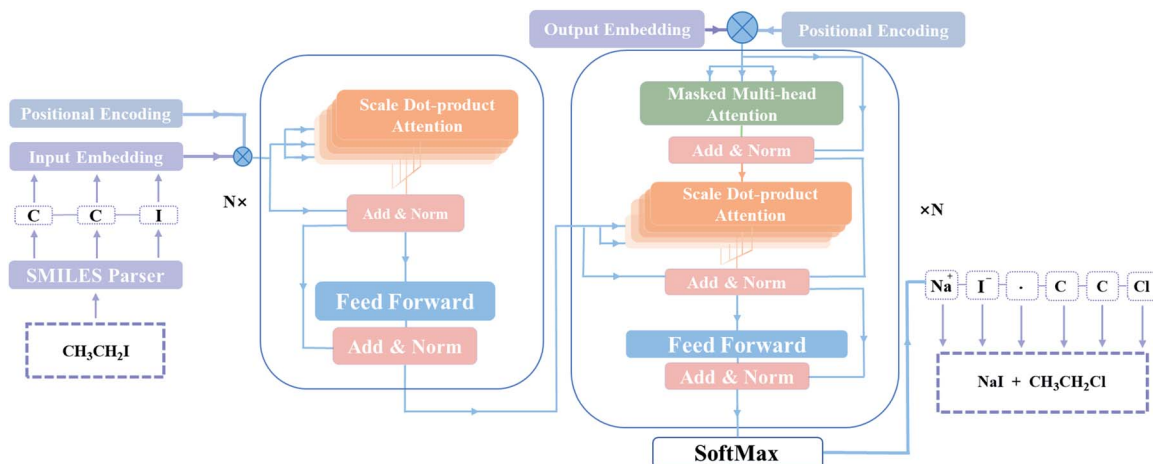 Output Embedding
Positional Encoding
Positional Encoding
Input Embedding
C
C
I
SMILES Parser
CH₃CH₂I
N×
Scale Dot-product
Attention
Add & Norm
Feed Forward
Add & Norm
Masked Multi-head
Attention
Add & Norm
Scale Dot-product
Attention
Add & Norm
Feed Forward
Add & Norm
SoftMax
×N
Na⁺
I⁻
.
C
C
Cl
NaI + CH₃CH₂Cl